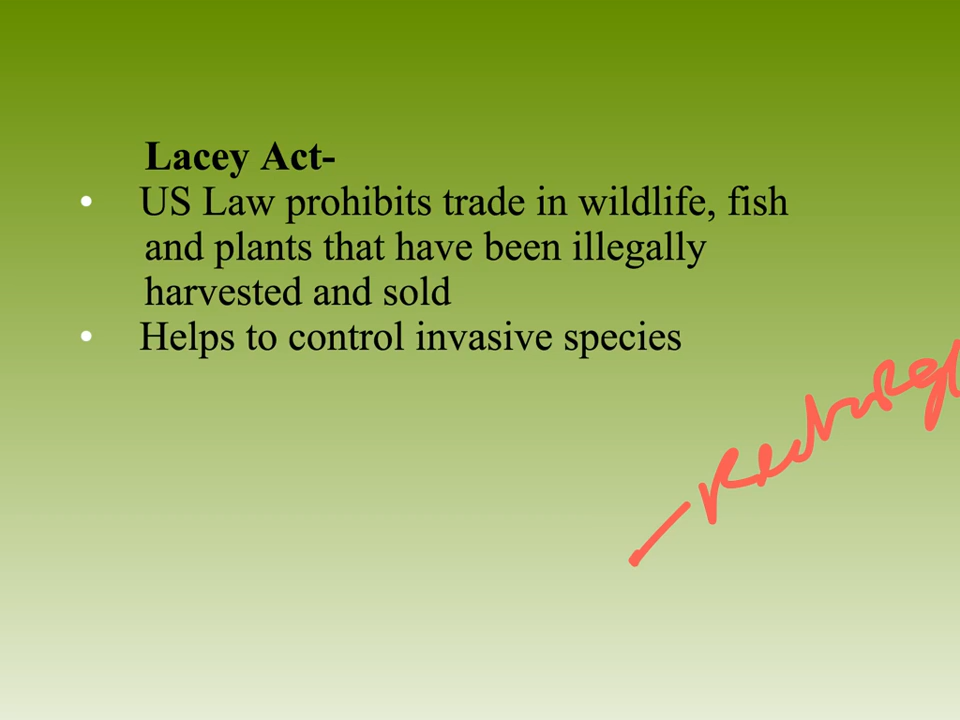 Lacey Act-
• US Law prohibits trade in wildlife, fish
and plants that have been illegally
harvested and sold
• Helps to control invasive species